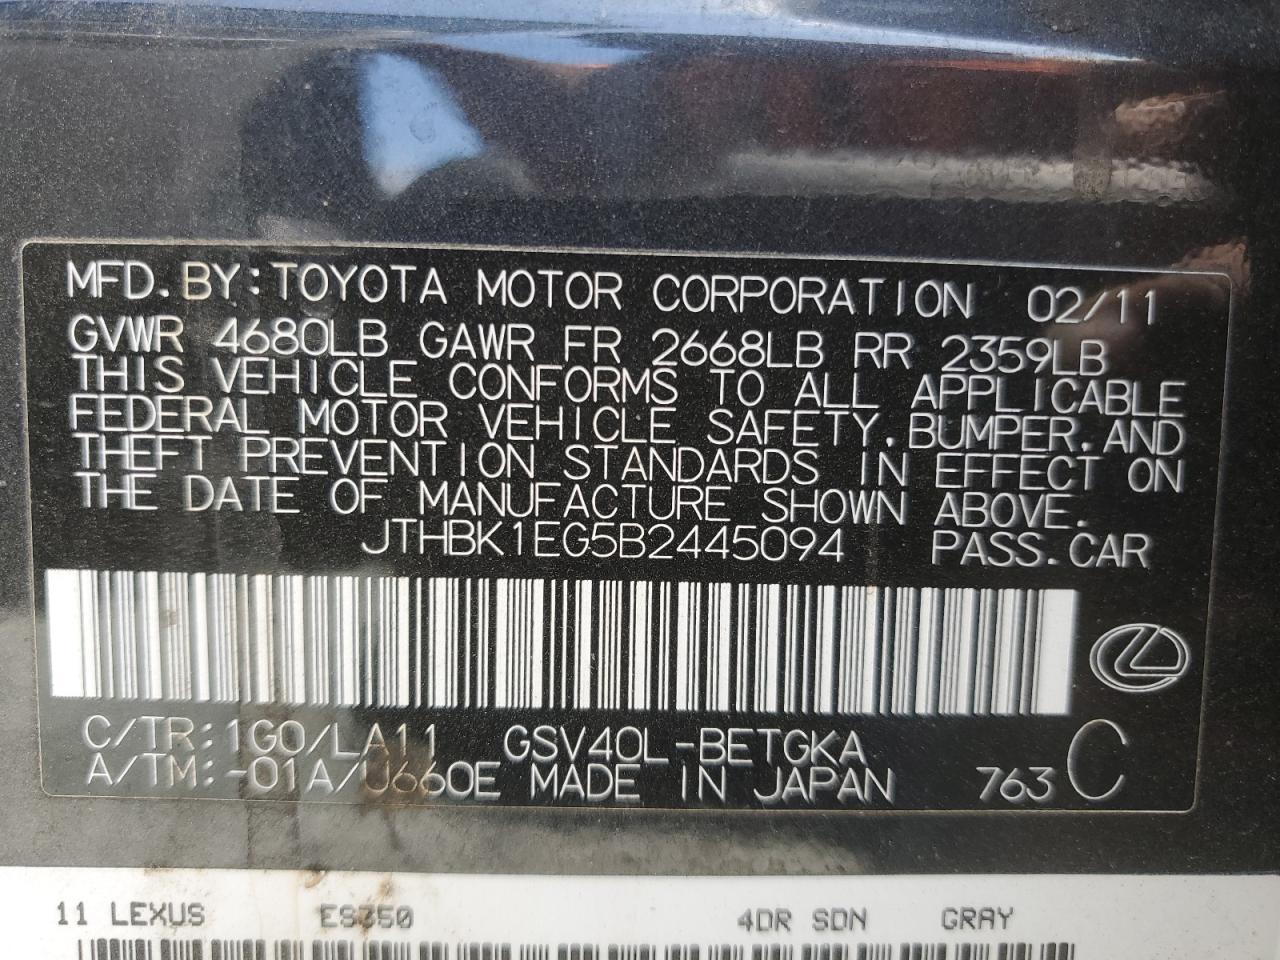 MFD. BY: TOYOTA MOTOR CORPORATION 02/11
GVWR 4680LB GAWR FR 2668LB RR 2359LB
THIS VEHICLE CONFORMS TO ALL APPLICABLE
FEDERAL MOTOR VEHICLE SAFETY, BUMPER, AND
THEFT PREVENTION STANDARDS IN EFFECT ON
THE DATE OF MANUFACTURE SHOWN ABOVE.
JTHBK1EG5B2445094 PASS. CAR
C/TR: 1G0/LA11 GSV40L-BETGKA
A/TM: -01A/U660E MADE IN JAPAN 763 C
11 LEXUS ES350 4DR SDN GRAY